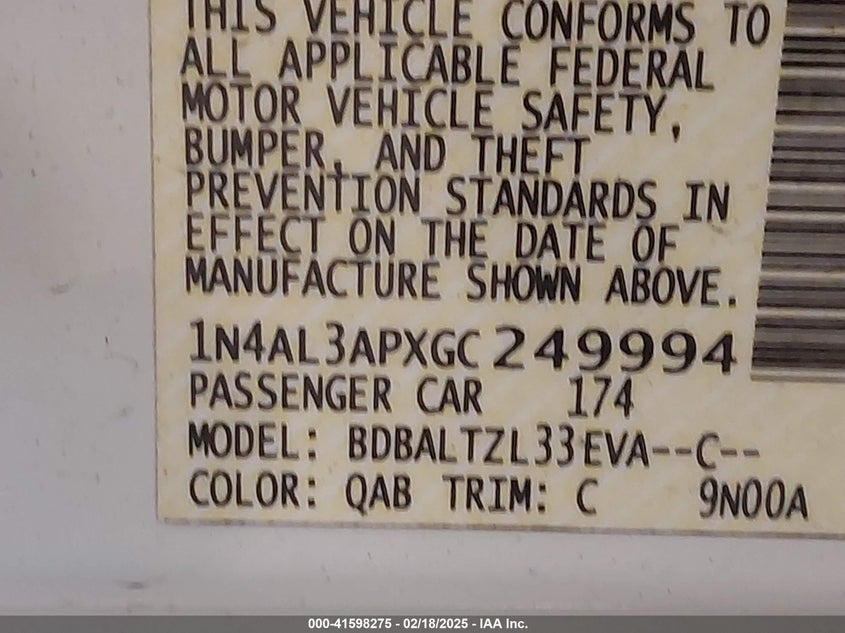 THIS VEHICLE CONFORMS TO
ALL APPLICABLE FEDERAL
MOTOR VEHICLE SAFETY,
BUMPER, AND THEFT
PREVENTION STANDARDS IN
EFFECT ON THE DATE OF
MANUFACTURE SHOWN ABOVE.
1N4AL3APXGC249994
PASSENGER CAR 174
MODEL: BDBALTZL33EVA--C--
COLOR: QAB TRIM: C 9N00A
000-41598275 - 02/18/2025 - IAA Inc.